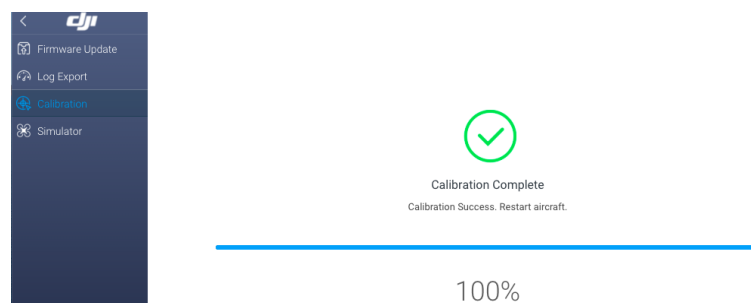 dji
Firmware Update
Log Export
Calibration
Simulator
Calibration Complete
Calibration Success. Restart aircraft.
100%